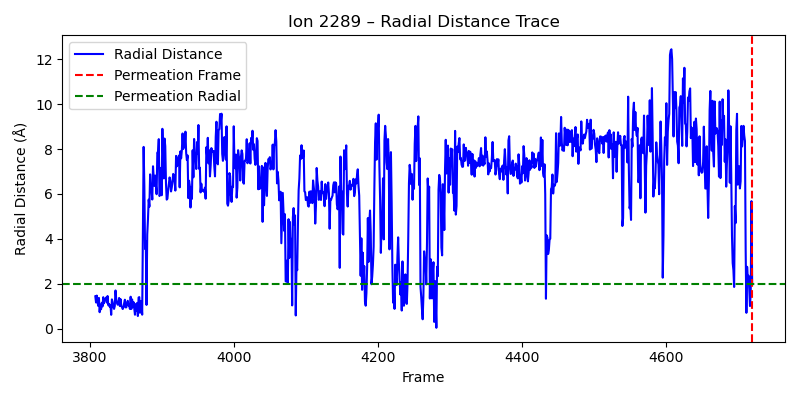 Ion 2289 – Radial Distance Trace
Radial Distance
Permeation Frame
Permeation Radial
Radial Distance (Å)
12
10
8
6
4
2
0
3800 4000 4200 4400 4600
Frame